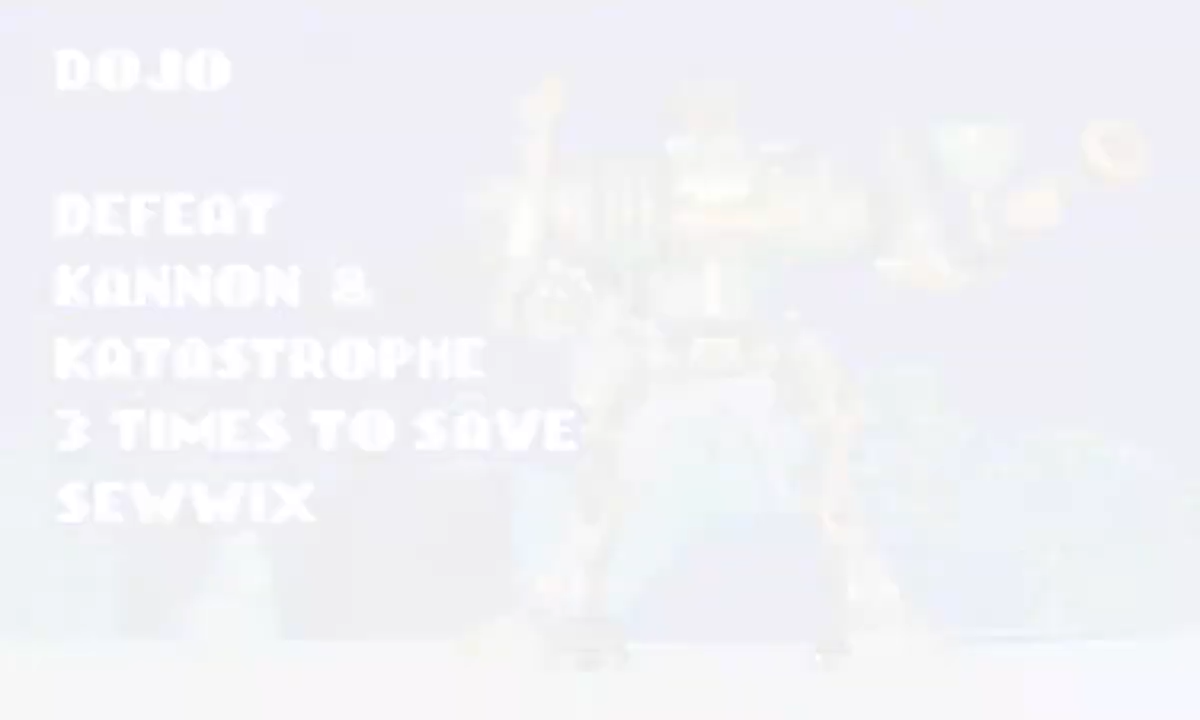 DOJO
DEFEAT
KANNON &
KATASTROPHE
3 TIMES TO SAVE
SEWWIX